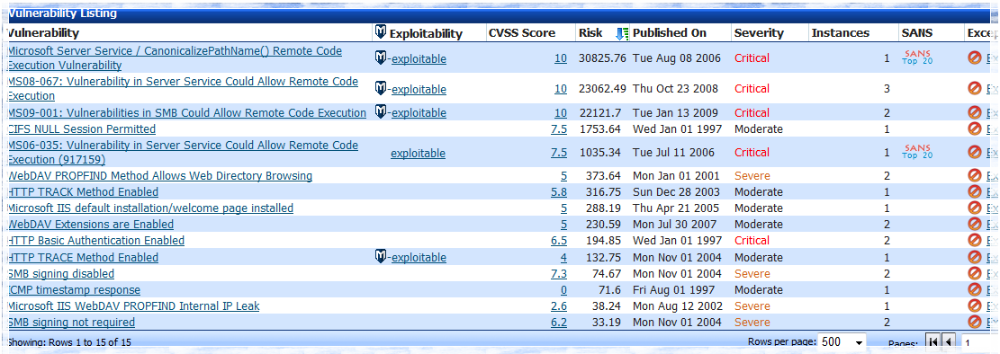 Vulnerability Listing
Vulnerability Exploitability CVSS Score Risk Published On Severity Instances SANS
Microsoft Server Service / CanonicalizePathName() Remote Code
Execution Vulnerability -exploitable 10 30825.76 Tue Aug 08 2006 Critical 1 SANS Top 20
MS08-067: Vulnerability in Server Service Could Allow Remote Code
Execution -exploitable 10 23062.49 Thu Oct 23 2008 Critical 3
MS09-001: Vulnerabilities in SMB Could Allow Remote Code Execution -exploitable 10 22121.7 Tue Jan 13 2009 Critical 2
CIFS NULL Session Permitted 7.5 1753.64 Wed Jan 01 1997 Moderate 1
MS06-035: Vulnerability in Server Service Could Allow Remote Code
Execution (917159) exploitable 7.5 1035.34 Tue Jul 11 2006 Critical 1 SANS Top 20
WebDAV PROPFIND Method Allows Web Directory Browsing 5 373.64 Mon Jan 01 2001 Severe 2
HTTP TRACK Method Enabled 5.8 316.75 Sun Dec 28 2003 Moderate 1
Microsoft IIS default installation/welcome page installed 5 288.19 Thu Apr 21 2005 Moderate 1
WebDAV Extensions are Enabled 5 230.59 Mon Jul 30 2007 Moderate 2
HTTP Basic Authentication Enabled 6.5 194.85 Wed Jan 01 1997 Critical 2
HTTP TRACE Method Enabled -exploitable 4 132.75 Mon Nov 01 2004 Moderate 1
SMB signing disabled 7.3 74.67 Mon Nov 01 2004 Severe 2
ICMP timestamp response 0 71.6 Fri Aug 01 1997 Moderate 1
Microsoft IIS WebDAV PROPFIND Internal IP Leak 2.6 38.24 Mon Aug 12 2002 Severe 1
SMB signing not required 6.2 33.19 Mon Nov 01 2004 Severe 2
Showing: Rows 1 to 15 of 15 Rows per page: 500 Pages: 1